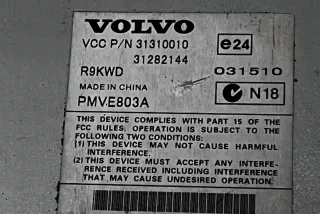 VOLVO
VCC P/N 31310010 e24
31282144
R9KWD 031510
MADE IN CHINA N18
PMVE803A
THIS DEVICE COMPLIES WITH PART 15 OF THE
FCC RULES. OPERATION IS SUBJECT TO THE
FOLLOWING TWO CONDITIONS:
(1) THIS DEVICE MAY NOT CAUSE HARMFUL
INTERFERENCE.
(2) THIS DEVICE MUST ACCEPT ANY INTERFE-
RENCE RECEIVED INCLUDING INTERFERENCE
THAT MAY CAUSE UNDESIRED OPERATION.